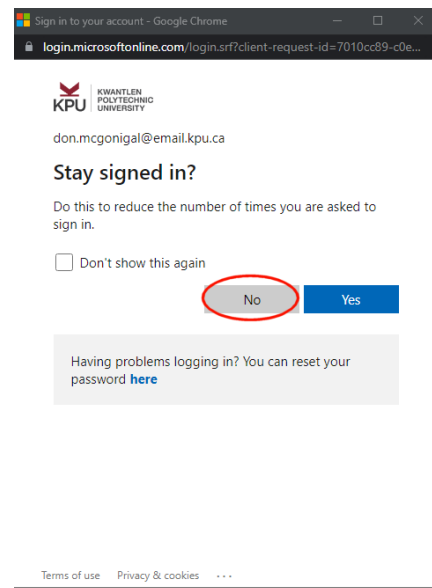 Sign in to your account - Google Chrome
login.microsoftonline.com/login.srf?client-request-id=7010cc89-c0e...
KPU KWANTLEN
POLYTECHNIC
UNIVERSITY
don.mcgonigal@email.kpu.ca
Stay signed in?
Do this to reduce the number of times you are asked to
sign in.
Don't show this again
No Yes
Having problems logging in? You can reset your
password here
Terms of use Privacy & cookies ...